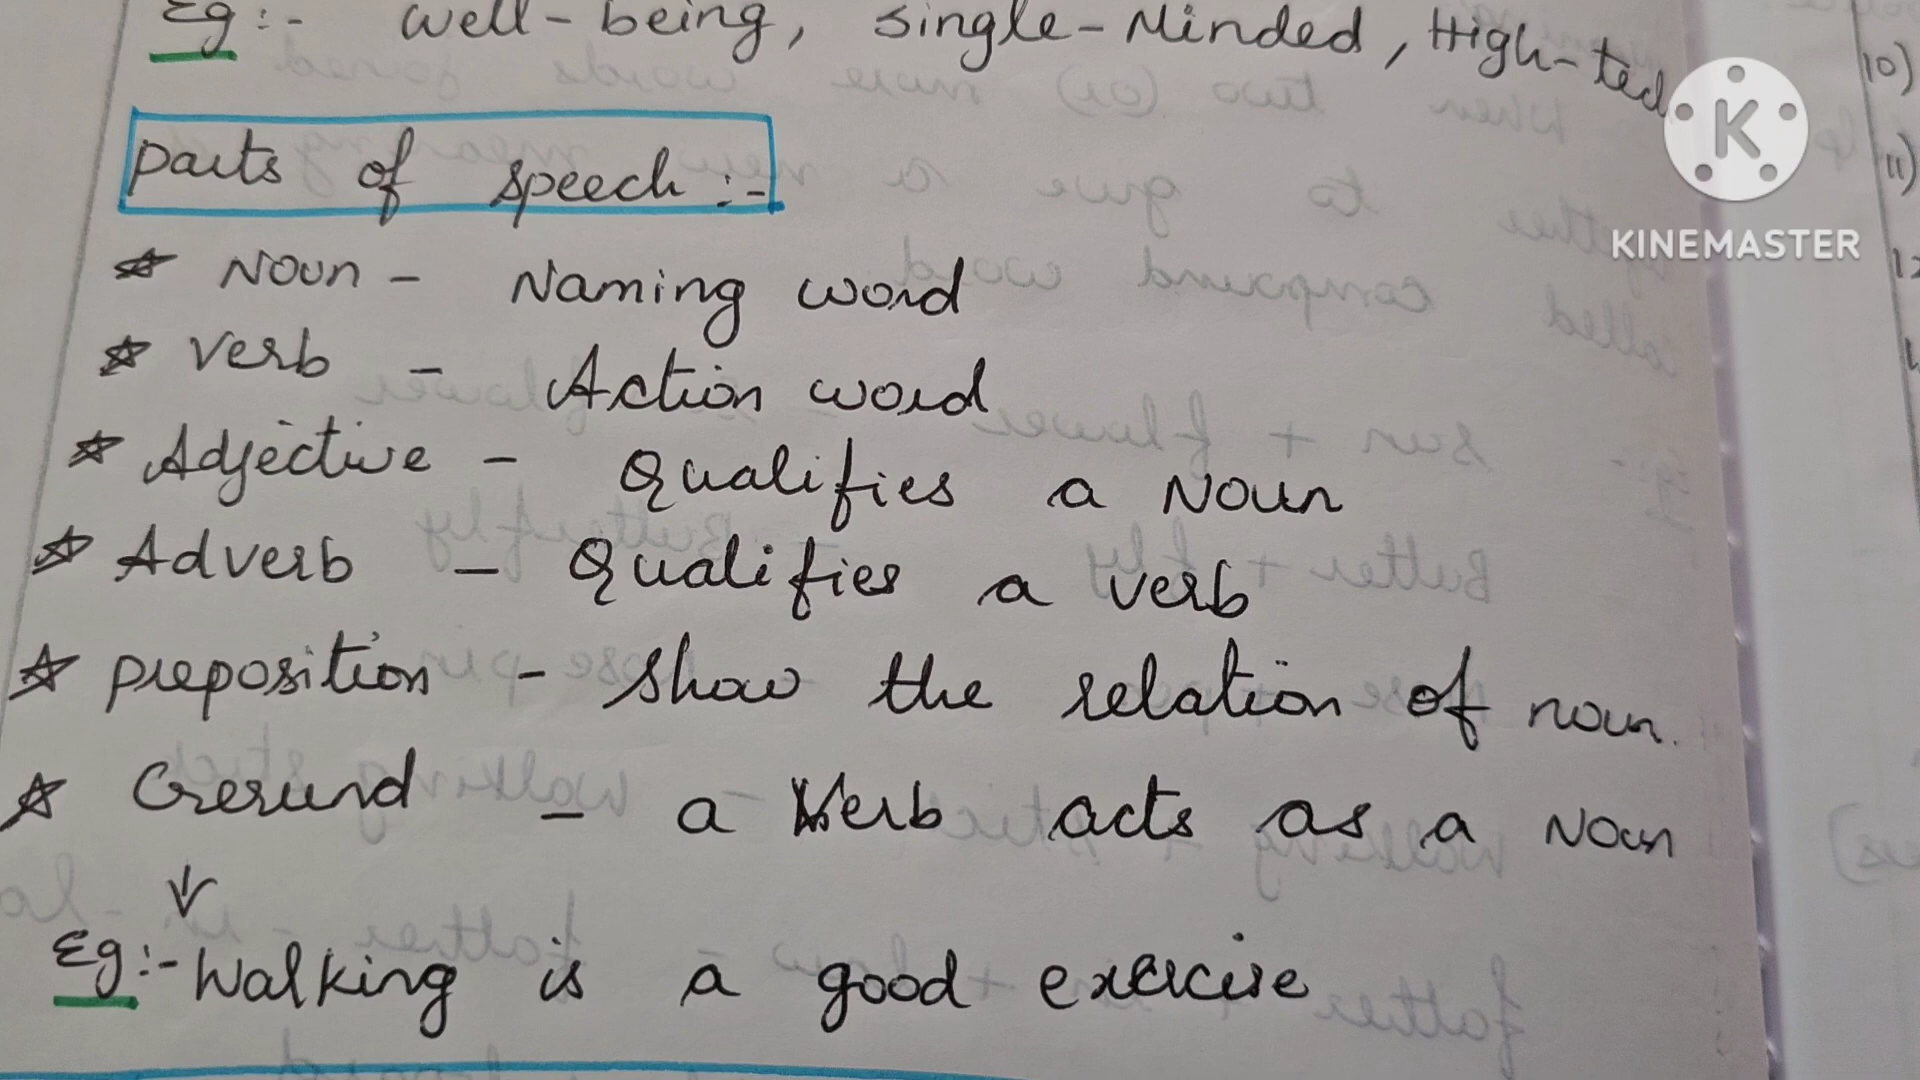 Eg:- Well-being, Single-Minded, High-ted
Parts of speech :-
☆ Noun - Naming word
☆ Verb - Action word
☆ Adjective - Qualifies a Noun
☆ Adverb - Qualifies a verb
☆ preposition - Show the relation of noun.
☆ Gerund - a Verb acts as a Noun
↓
Eg:- Walking is a good exercise
10)
11)
K
KINEMASTER